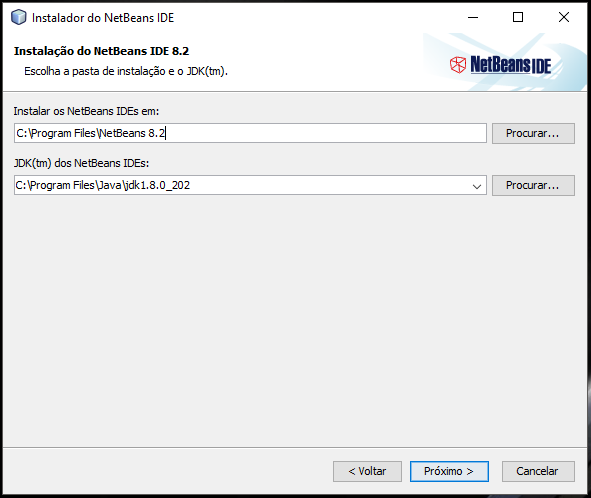 Instalador do NetBeans IDE
Instalação do NetBeans IDE 8.2
Escolha a pasta de instalação e o JDK(tm).
NetBeans IDE
Instalar os NetBeans IDEs em:
C:\Program Files\NetBeans 8.2
Procurar...
JDK(tm) dos NetBeans IDEs:
C:\Program Files\Java\jdk1.8.0_202
Procurar...
< Voltar
Próximo >
Cancelar